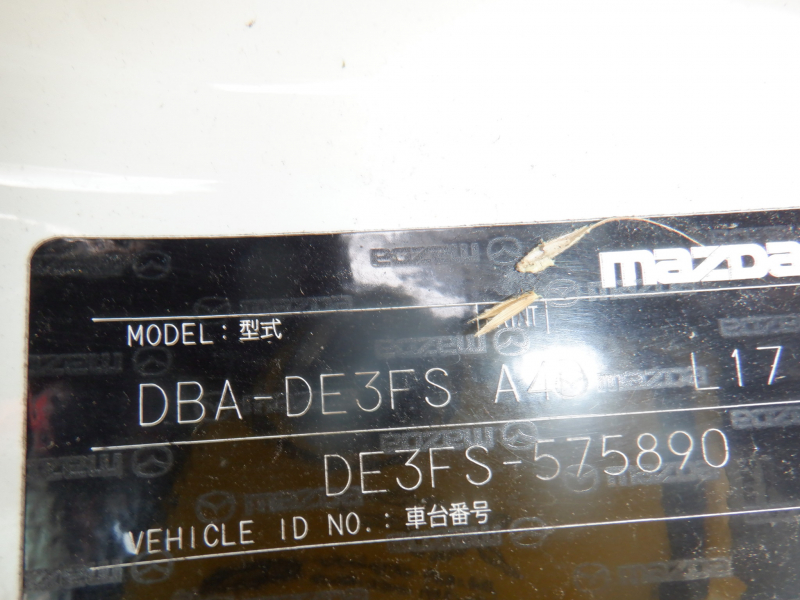 mazda
MODEL : 型式
DBA-DE3FS L17
DE3FS-575890
VEHICLE ID NO. : 車台番号